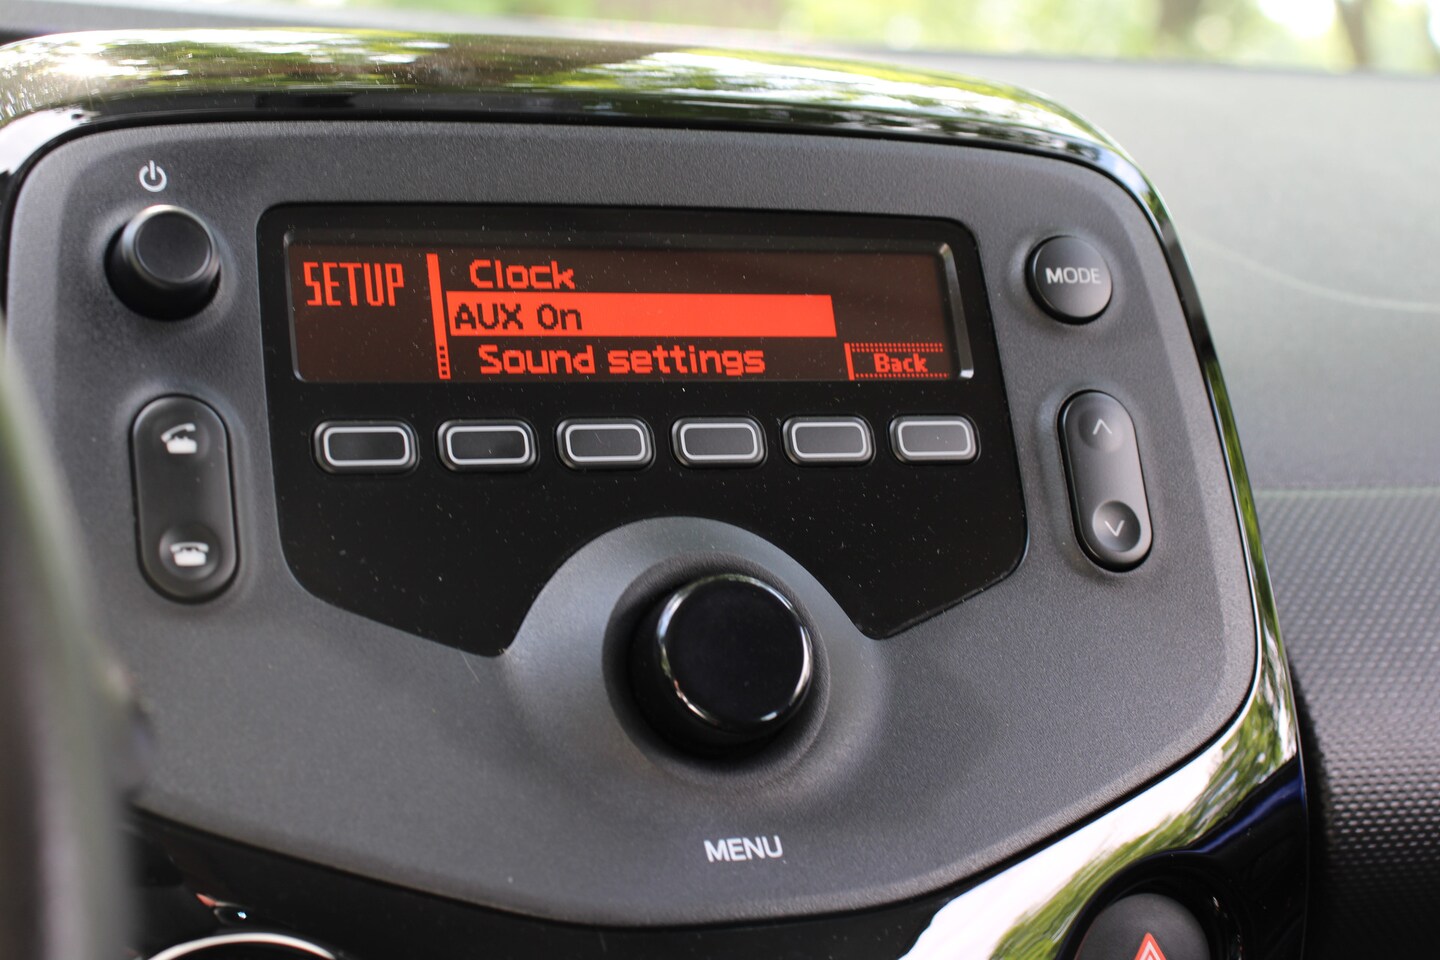 SETUP
Clock
AUX On
Sound settings
Back
MODE
MENU